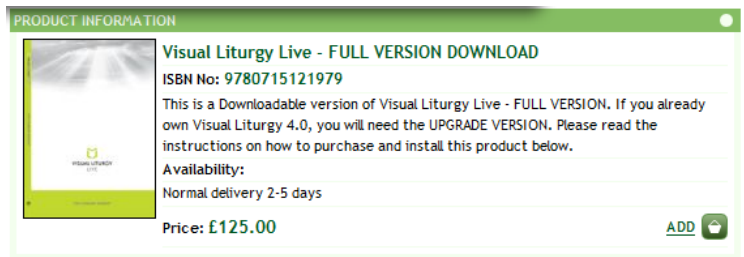 PRODUCT INFORMATION
Visual Liturgy Live - FULL VERSION DOWNLOAD
ISBN No: 9780715121979
This is a Downloadable version of Visual Liturgy Live - FULL VERSION. If you already
own Visual Liturgy 4.0, you will need the UPGRADE VERSION. Please read the
instructions on how to purchase and install this product below.
VISUAL LITURGY
LIVE
Availability:
Normal delivery 2-5 days
Price: £125.00
ADD